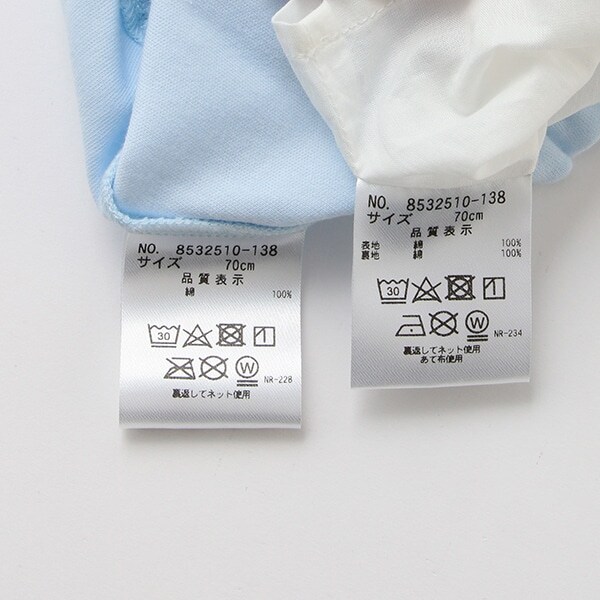 NO. 8532510-138
サイズ 70cm
品質表示
綿 100%
30
W
NR-228
裏返してネット使用
NO. 8532510-138
サイズ 70cm
品質表示
表地 綿 100%
裏地 綿 100%
30
W
NR-234
裏返してネット使用
あて布使用